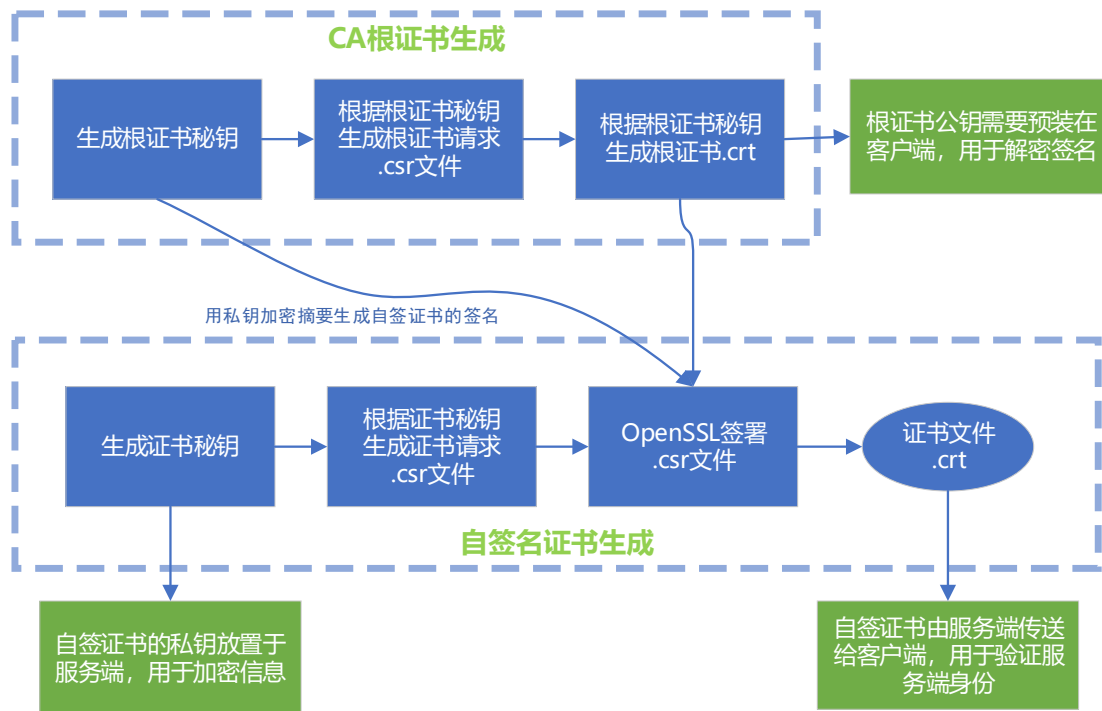 CA根证书生成
生成根证书秘钥
根据根证书秘钥
生成根证书请求
.csr文件
根据根证书秘钥
生成根证书.crt
根证书公钥需要预装在
客户端，用于解密签名
用私钥加密摘要生成自签证书的签名
生成证书秘钥
根据证书秘钥
生成证书请求
.csr文件
OpenSSL签署
.csr文件
证书文件
.crt
自签名证书生成
自签证书的私钥放置于
服务端，用于加密信息
自签证书由服务端传送
给客户端，用于验证服
务端身份